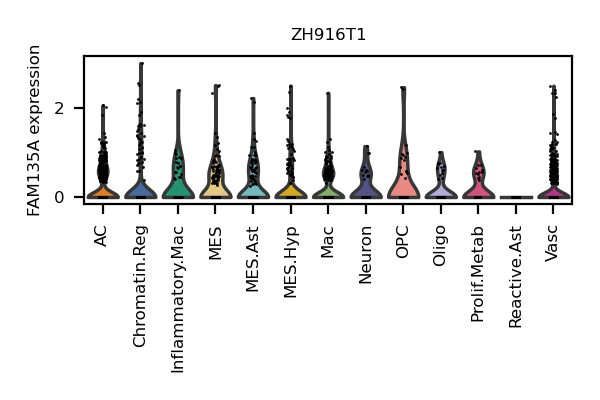 ZH916T1
FAM135A expression
2
0
AC
Chromatin.Reg
Inflammatory.Mac
MES
MES.Ast
MES.Hyp
Mac
Neuron
OPC
Oligo
Prolif.Metab
Reactive.Ast
Vasc